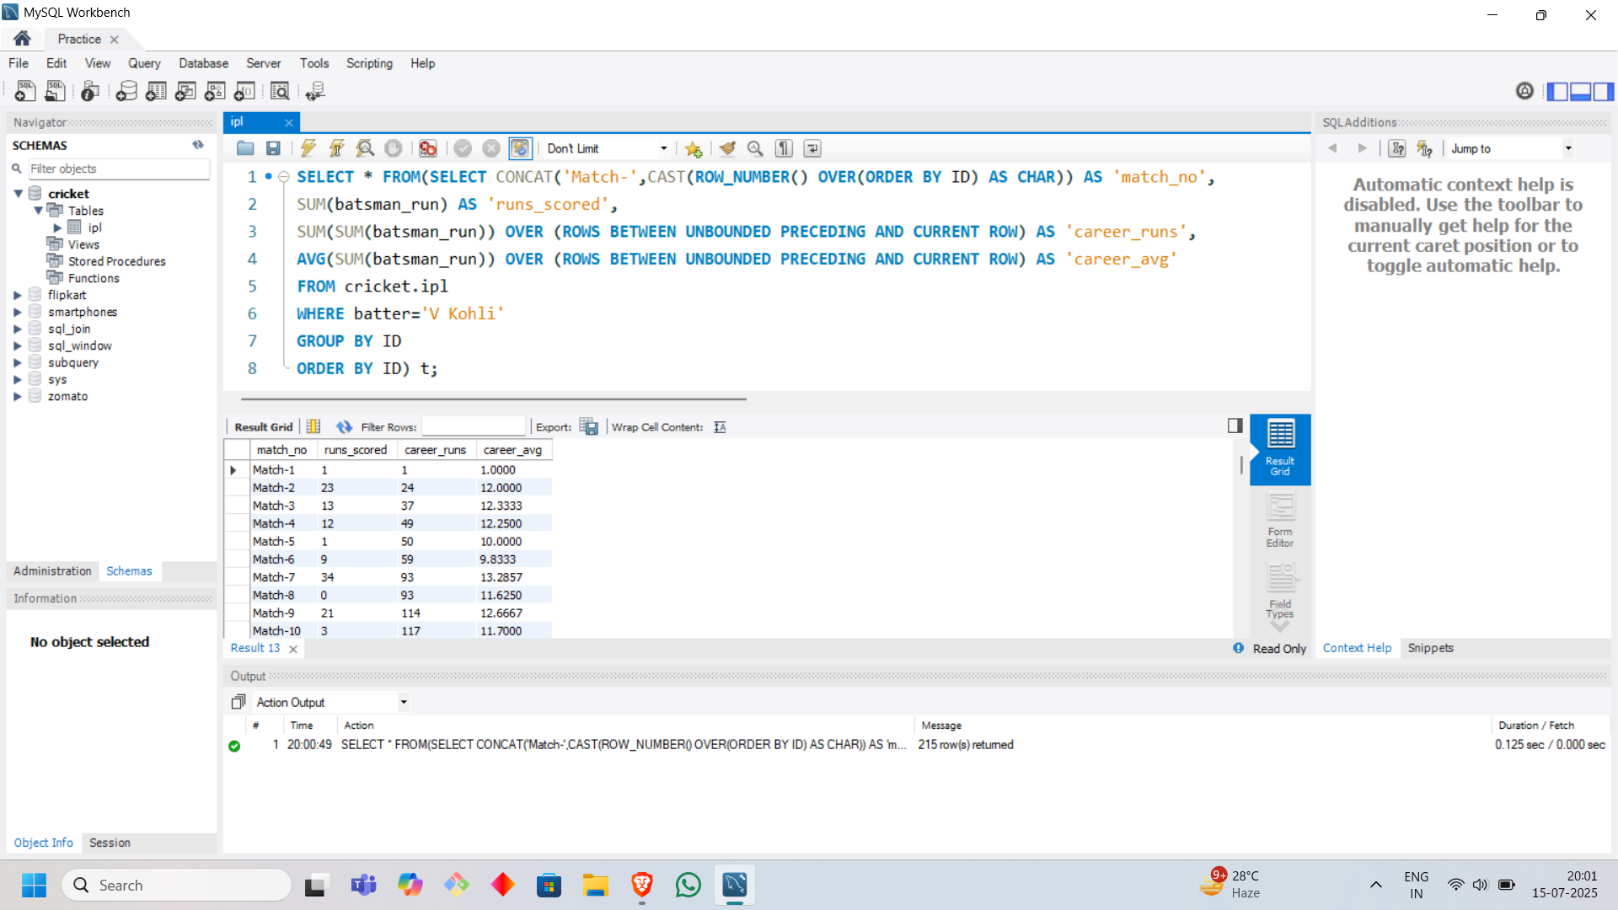 MySQL Workbench
Practice
File Edit View Query Database Server Tools Scripting Help
Navigator
SCHEMAS
Filter objects
cricket
Tables
ipl
Views
Stored Procedures
Functions
flipkart
smartphones
sql_join
sql_window
subquery
sys
zomato
Administration Schemas
Information
No object selected
Object Info Session
ipl
Don't Limit
1 SELECT * FROM(SELECT CONCAT('Match-',CAST(ROW_NUMBER() OVER(ORDER BY ID) AS CHAR)) AS 'match_no',
2 SUM(batsman_run) AS 'runs_scored',
3 SUM(SUM(batsman_run)) OVER (ROWS BETWEEN UNBOUNDED PRECEDING AND CURRENT ROW) AS 'career_runs',
4 AVG(SUM(batsman_run)) OVER (ROWS BETWEEN UNBOUNDED PRECEDING AND CURRENT ROW) AS 'career_avg'
5 FROM cricket.ipl
6 WHERE batter='V Kohli'
7 GROUP BY ID
8 ORDER BY ID) t;
Result Grid Filter Rows: Export: Wrap Cell Content:
match_no runs_scored career_runs career_avg
Match-1 1 1 1.0000
Match-2 23 24 12.0000
Match-3 13 37 12.3333
Match-4 12 49 12.2500
Match-5 1 50 10.0000
Match-6 9 59 9.8333
Match-7 34 93 13.2857
Match-8 0 93 11.6250
Match-9 21 114 12.6667
Match-10 3 117 11.7000
Result Grid
Form Editor
Field Types
Result 13
Read Only
SQLAdditions
Jump to
Automatic context help is
disabled. Use the toolbar to
manually get help for the
current caret position or to
toggle automatic help.
Context Help Snippets
Output
Action Output
# Time Action Message Duration / Fetch
1 20:00:49 SELECT * FROM(SELECT CONCAT('Match-',CAST(ROW_NUMBER() OVER(ORDER BY ID) AS CHAR)) AS 'm... 215 row(s) returned 0.125 sec / 0.000 sec
Search
9+
28°C
Haze
ENG
IN
20:01
15-07-2025